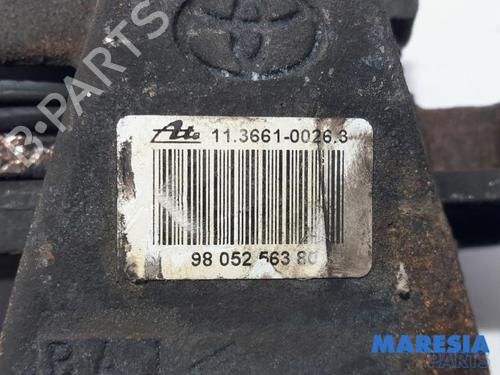 B-PARTS
Ate 11.3661-0026.3
98 052 563 80
MARESIA
PARTS